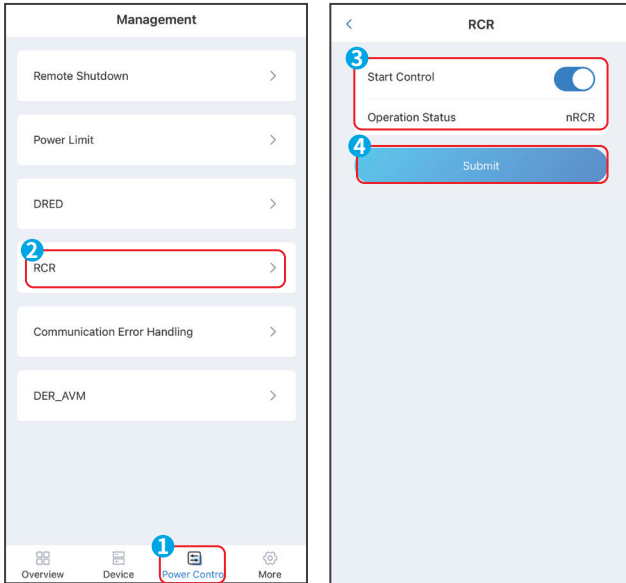 Management
Remote Shutdown
Power Limit
DRED
2
RCR
Communication Error Handling
DER_AVM
1
Overview
Device
Power Control
More
RCR
3
Start Control
Operation Status nRCR
4
Submit